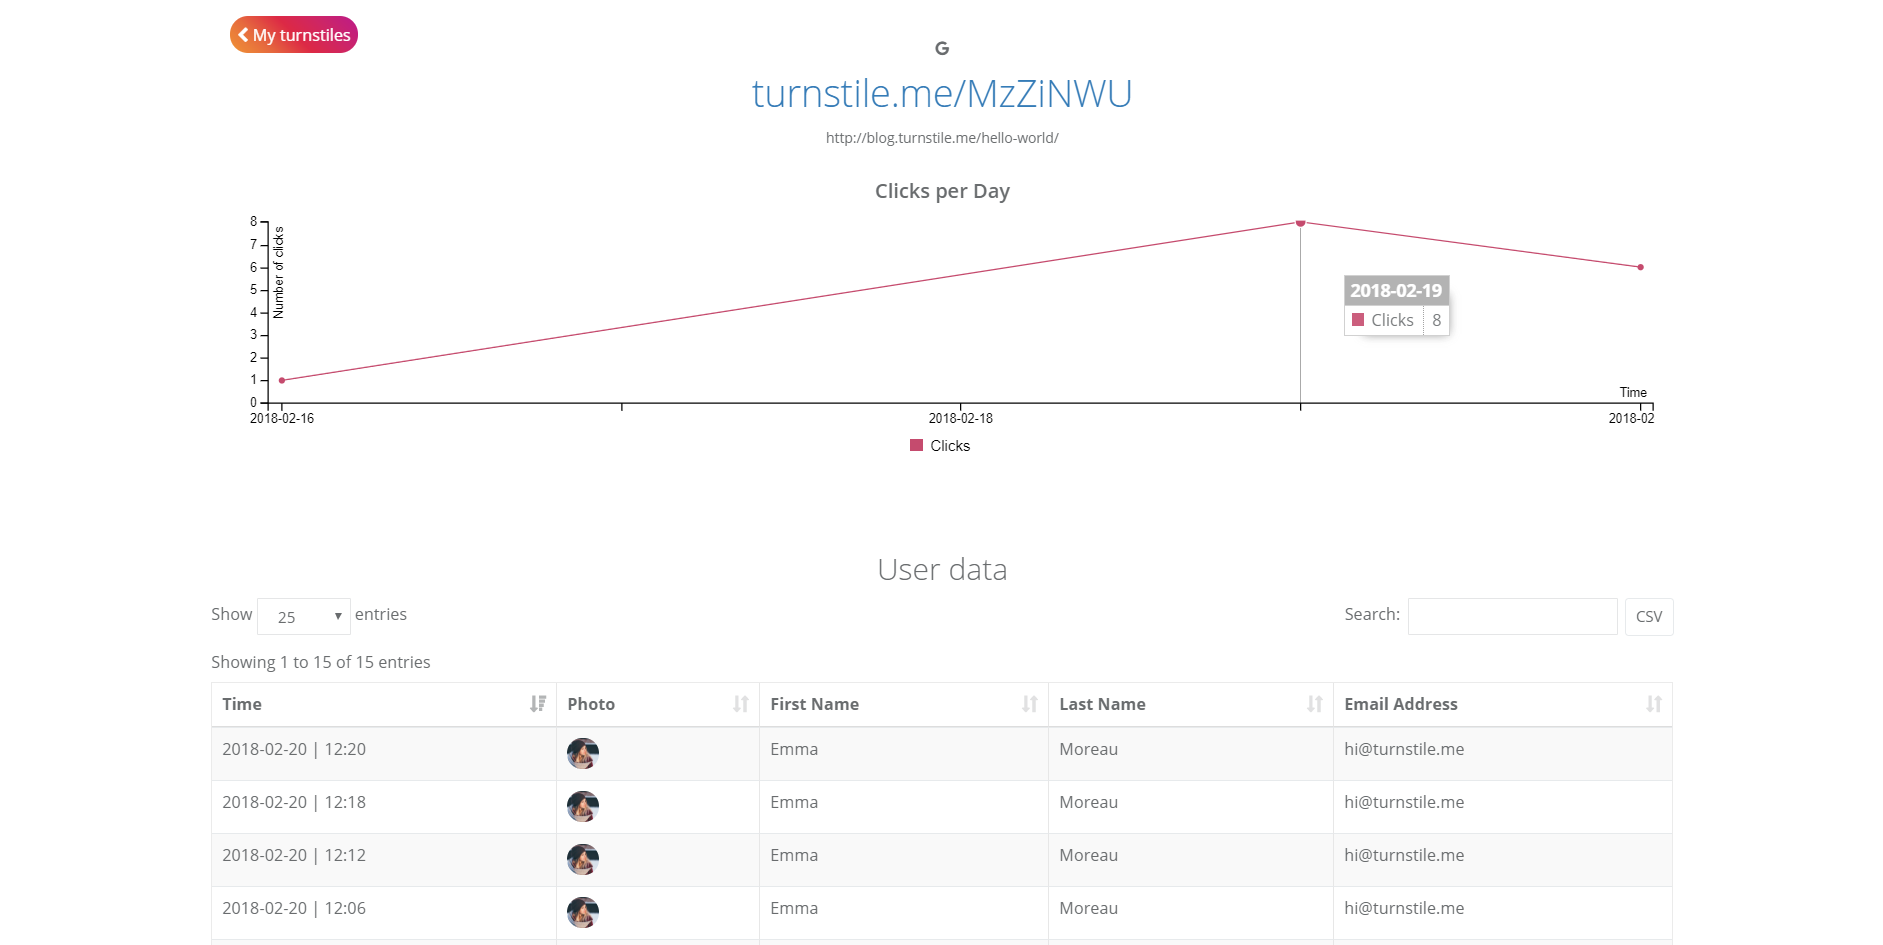 My turnstiles
G
turnstile.me/MzZiNWU
http://blog.turnstile.me/hello-world/
Clicks per Day
8
7
6
5
4
3
2
1
0
Number of clicks
2018-02-19
Clicks 8
Time
2018-02-16 2018-02-18 2018-02
Clicks
User data
Show 25 entries Search: CSV
Showing 1 to 15 of 15 entries
Time Photo First Name Last Name Email Address
2018-02-20 | 12:20 Emma Moreau hi@turnstile.me
2018-02-20 | 12:18 Emma Moreau hi@turnstile.me
2018-02-20 | 12:12 Emma Moreau hi@turnstile.me
2018-02-20 | 12:06 Emma Moreau hi@turnstile.me